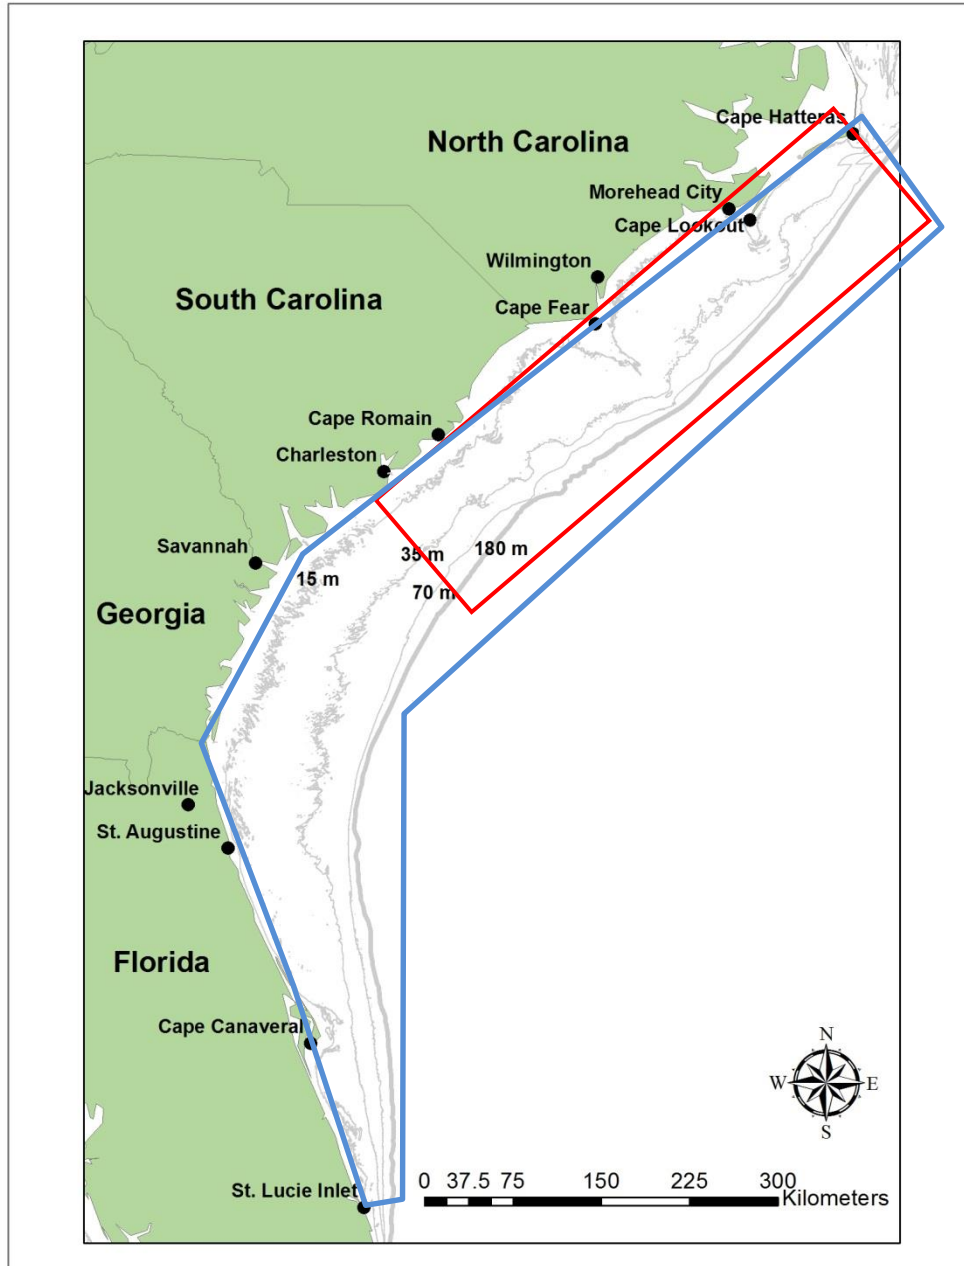 Cape Hatteras
North Carolina
Morehead City
Cape Lookout
Wilmington
South Carolina
Cape Fear
Cape Romain
Charleston
Savannah
35 m
180 m
15 m
70 m
Georgia
Jacksonville
St. Augustine
Florida
Cape Canaveral
N
W
E
S
St. Lucie Inlet
0 37.5 75 150 225 300
Kilometers